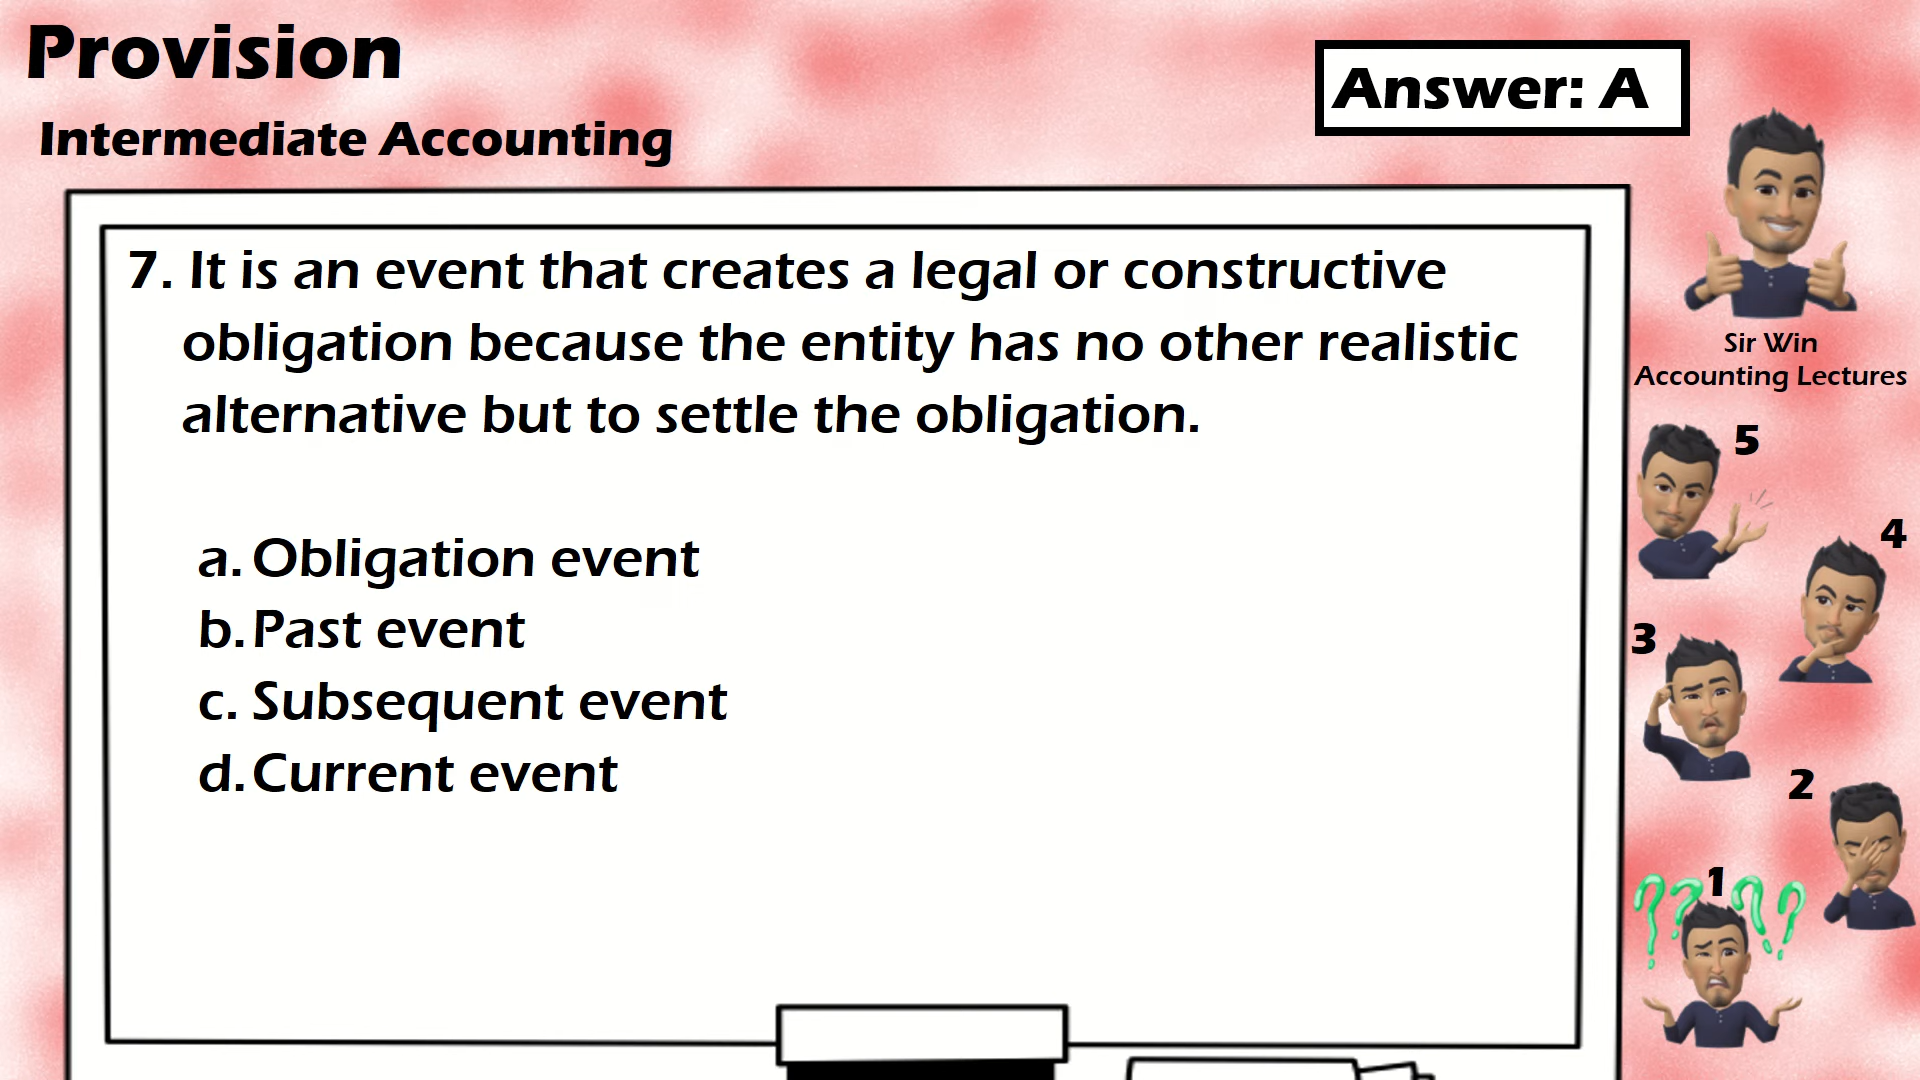 Provision
Intermediate Accounting
Answer: A
Sir Win
Accounting Lectures
7. It is an event that creates a legal or constructive
obligation because the entity has no other realistic
alternative but to settle the obligation.
a. Obligation event
b. Past event
c. Subsequent event
d. Current event
5
4
3
2
1
????